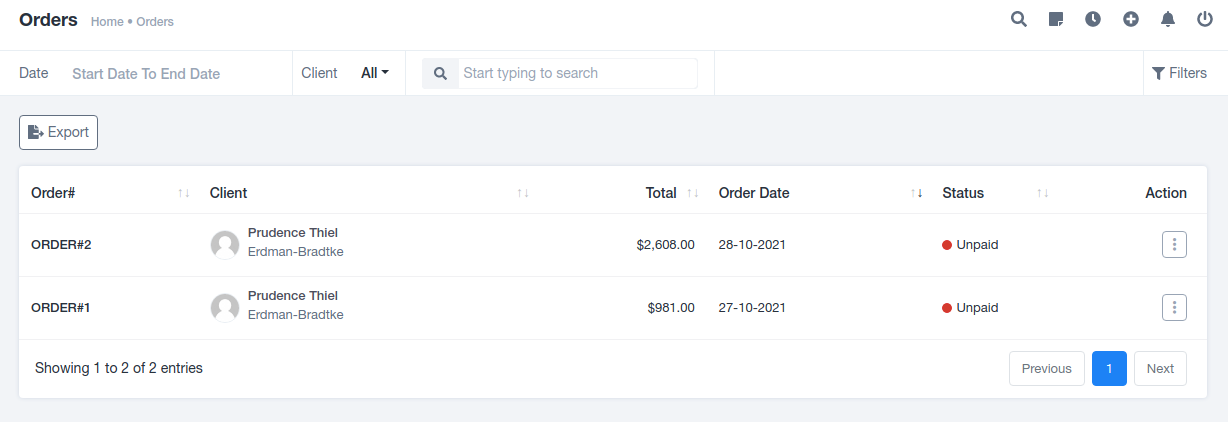 Orders Home • Orders
Date Start Date To End Date Client All Start typing to search Filters
Export
Order# Client Total Order Date Status Action
ORDER#2 Prudence Thiel Erdman-Bradtke $2,608.00 28-10-2021 Unpaid
ORDER#1 Prudence Thiel Erdman-Bradtke $981.00 27-10-2021 Unpaid
Showing 1 to 2 of 2 entries Previous 1 Next